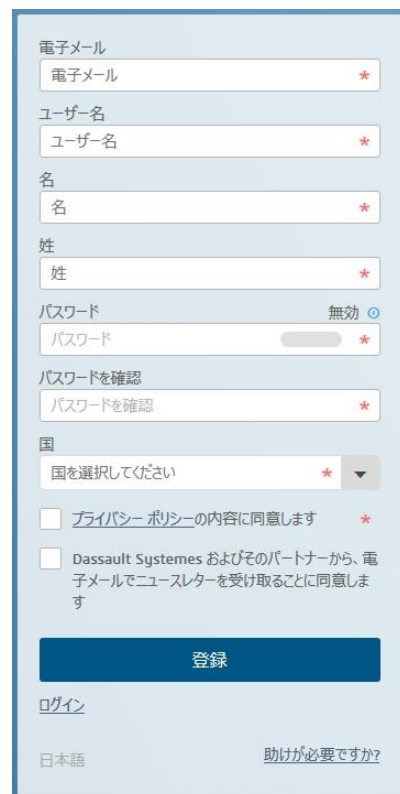 電子メール
電子メール *
ユーザー名
ユーザー名 *
名
名 *
姓
姓 *
パスワード 無効
パスワード *
パスワードを確認
パスワードを確認 *
国
国を選択してください *
プライバシー ポリシーの内容に同意します *
Dassault Systemes およびそのパートナーから、電
子メールでニュースレターを受け取ることに同意しま
す
登録
ログイン
日本語 助けが必要ですか?